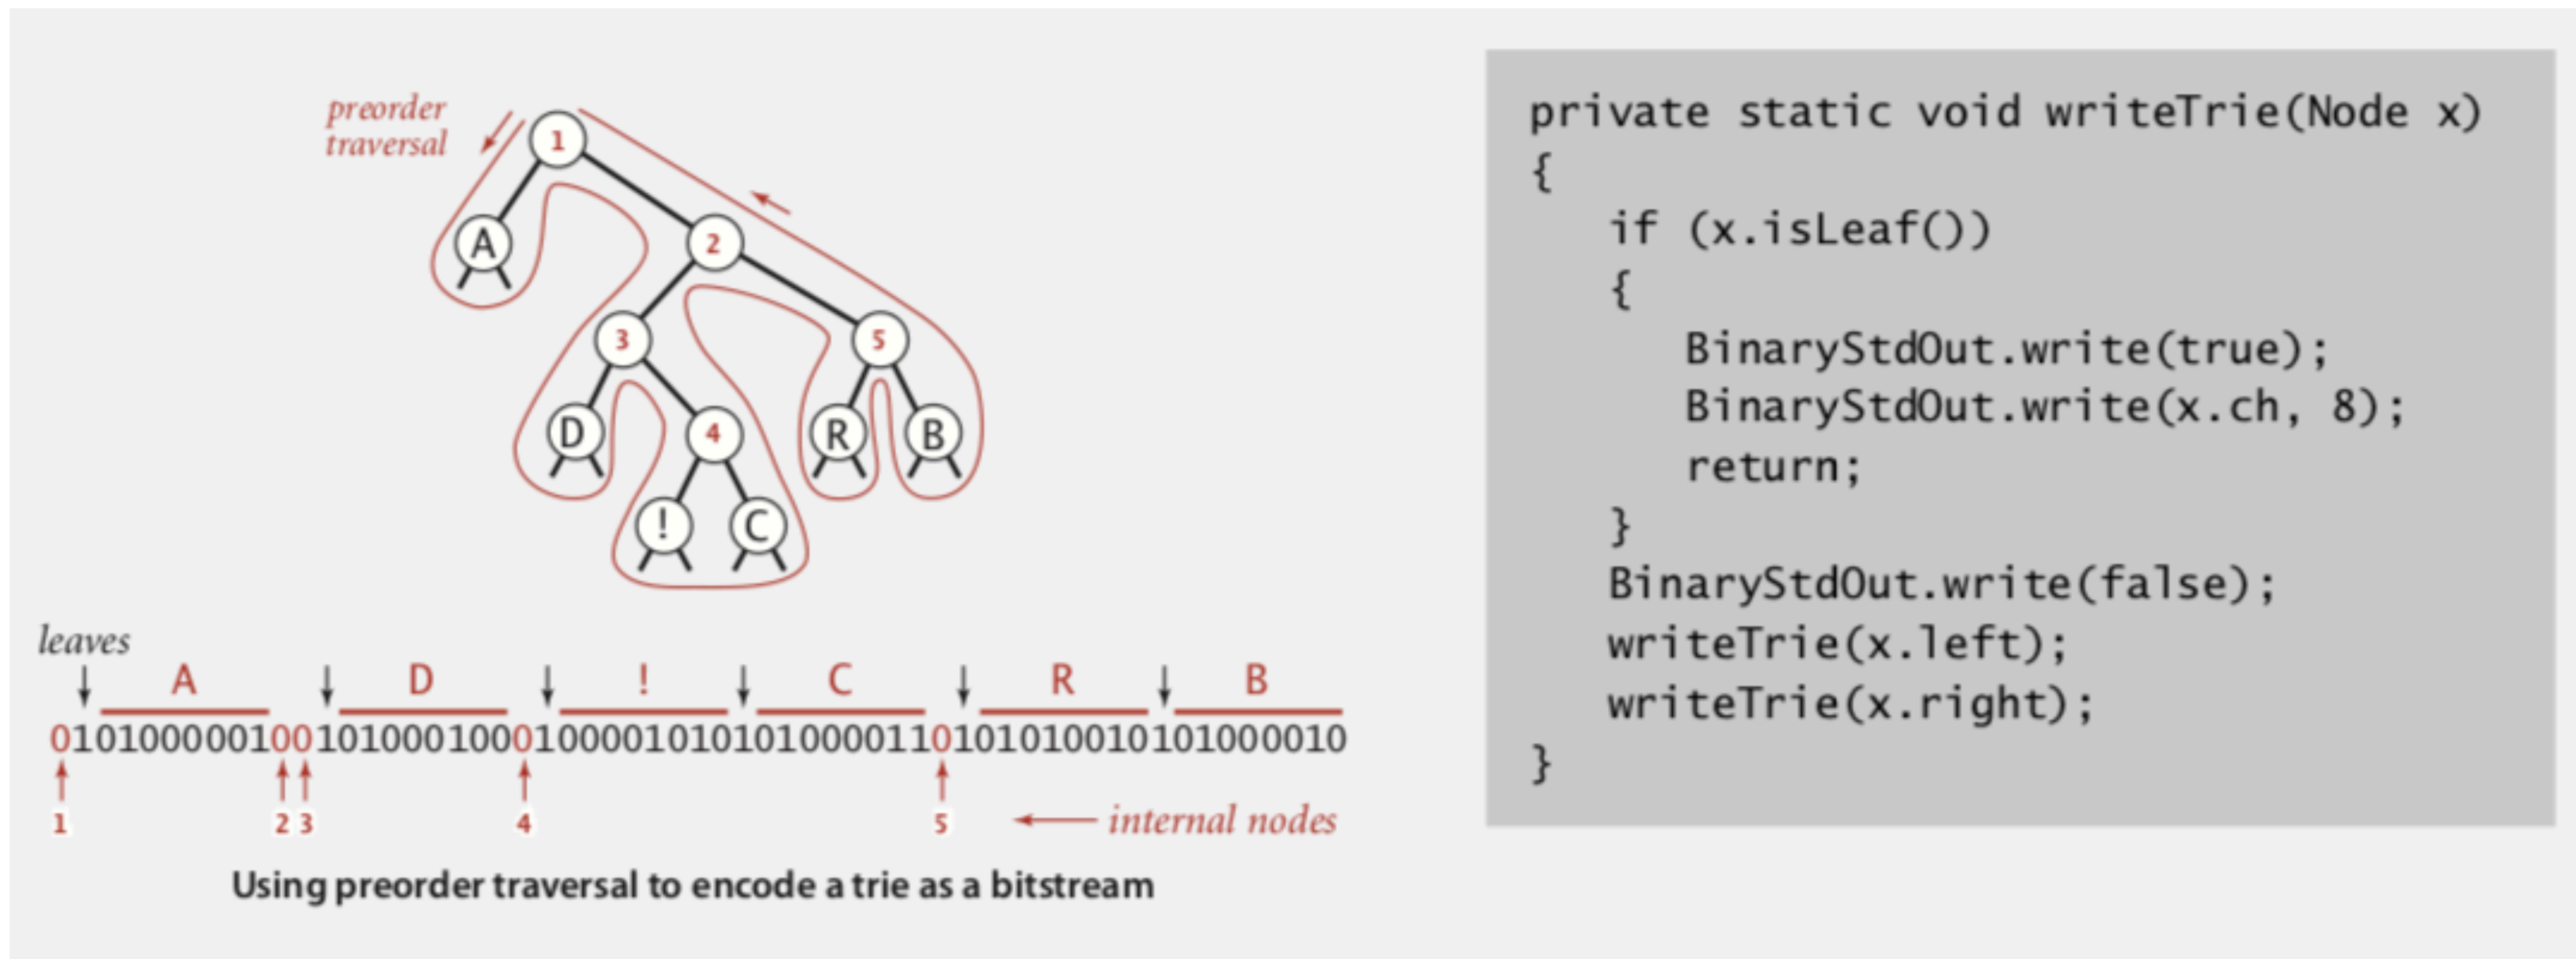 preorder
traversal
1
A
2
3
5
D
4
R
B
!
C
leaves
A D ! C R B
01010000010010100010001000010101010000110101010010101000010
1 2 3 4 5 internal nodes
Using preorder traversal to encode a trie as a bitstream
private static void writeTrie(Node x)
{
if (x.isLeaf())
{
BinaryStdOut.write(true);
BinaryStdOut.write(x.ch, 8);
return;
}
BinaryStdOut.write(false);
writeTrie(x.left);
writeTrie(x.right);
}